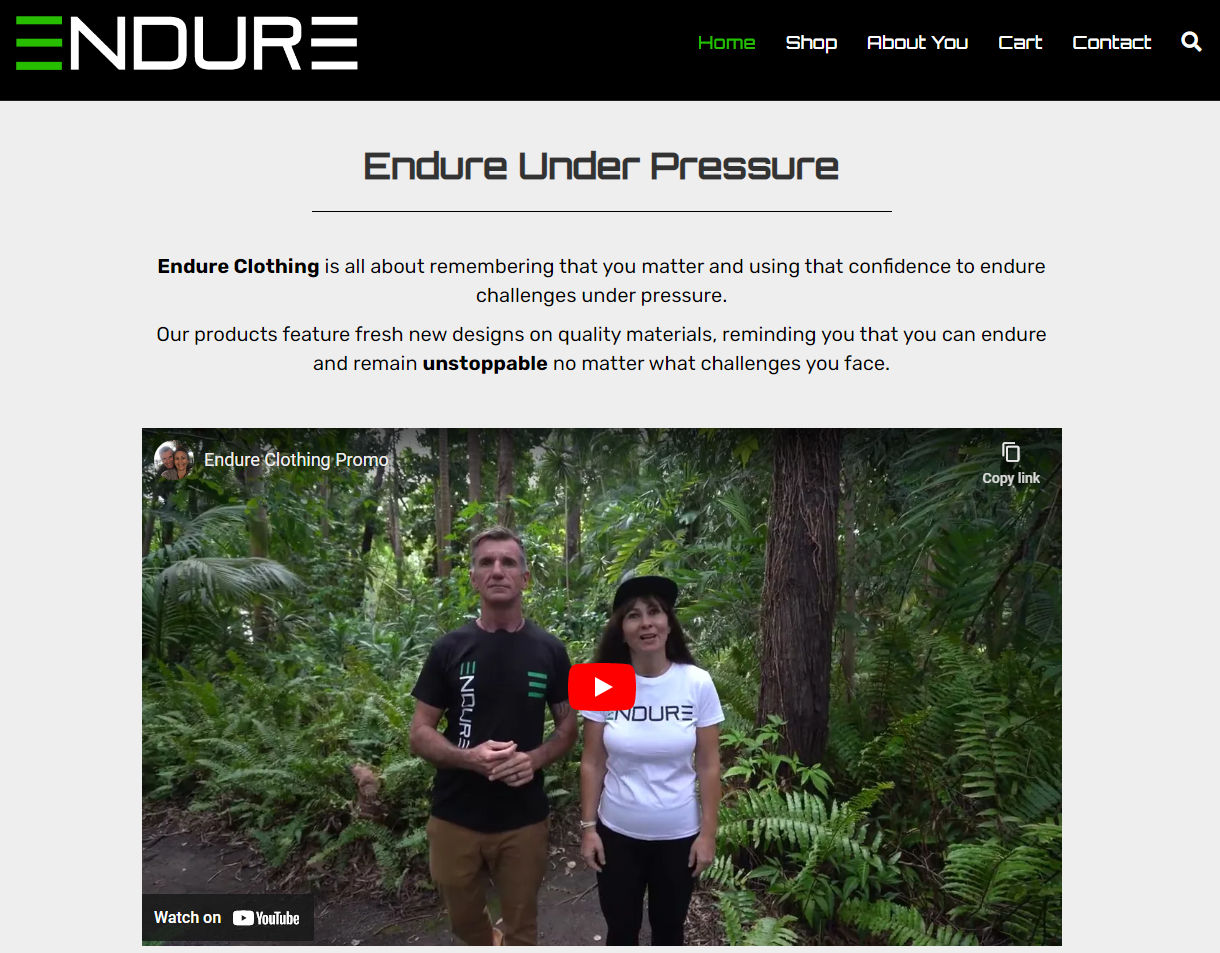 ENDURE
Home Shop About You Cart Contact
Endure Under Pressure
Endure Clothing is all about remembering that you matter and using that confidence to endure
challenges under pressure.
Our products feature fresh new designs on quality materials, reminding you that you can endure
and remain unstoppable no matter what challenges you face.
Endure Clothing Promo
Copy link
ENDURE
ENDURE
Watch on YouTube